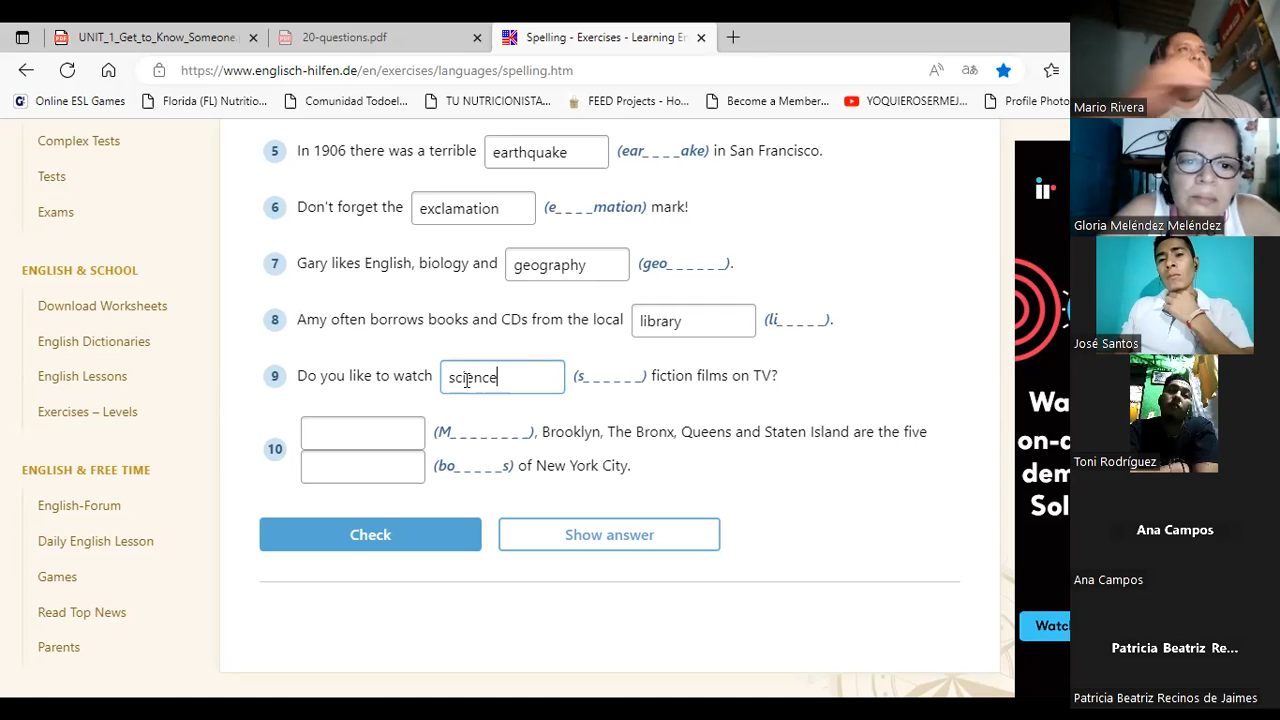 UNIT_1_Get_to_Know_Someone.
20-questions.pdf
Spelling - Exercises - Learning En
https://www.englisch-hilfen.de/en/exercises/languages/spelling.htm
Online ESL Games
Florida (FL) Nutritio...
Comunidad Todoel...
TU NUTRICIONISTA...
FEED Projects - Ho...
Become a Member...
YOQUIEROSERMEJ...
Profile Photo
Complex Tests
Tests
Exams
ENGLISH & SCHOOL
Download Worksheets
English Dictionaries
English Lessons
Exercises – Levels
ENGLISH & FREE TIME
English-Forum
Daily English Lesson
Games
Read Top News
Parents
5 In 1906 there was a terrible earthquake (ear_ _ _ _ake) in San Francisco.
6 Don't forget the exclamation (e_ _ _ _mation) mark!
7 Gary likes English, biology and geography (geo_ _ _ _ _ _).
8 Amy often borrows books and CDs from the local library (li_ _ _ _ _).
9 Do you like to watch science (s_ _ _ _ _ _) fiction films on TV?
10 (M_ _ _ _ _ _ _ _), Brooklyn, The Bronx, Queens and Staten Island are the five
(bo_ _ _ _ _s) of New York City.
Check
Show answer
ir
Wa
on-d
dem
Sol
Watc
Mario Rivera
Gloria Meléndez Meléndez
José Santos
Toni Rodríguez
Ana Campos
Ana Campos
Patricia Beatriz Re...
Patricia Beatriz Recinos de Jaimes